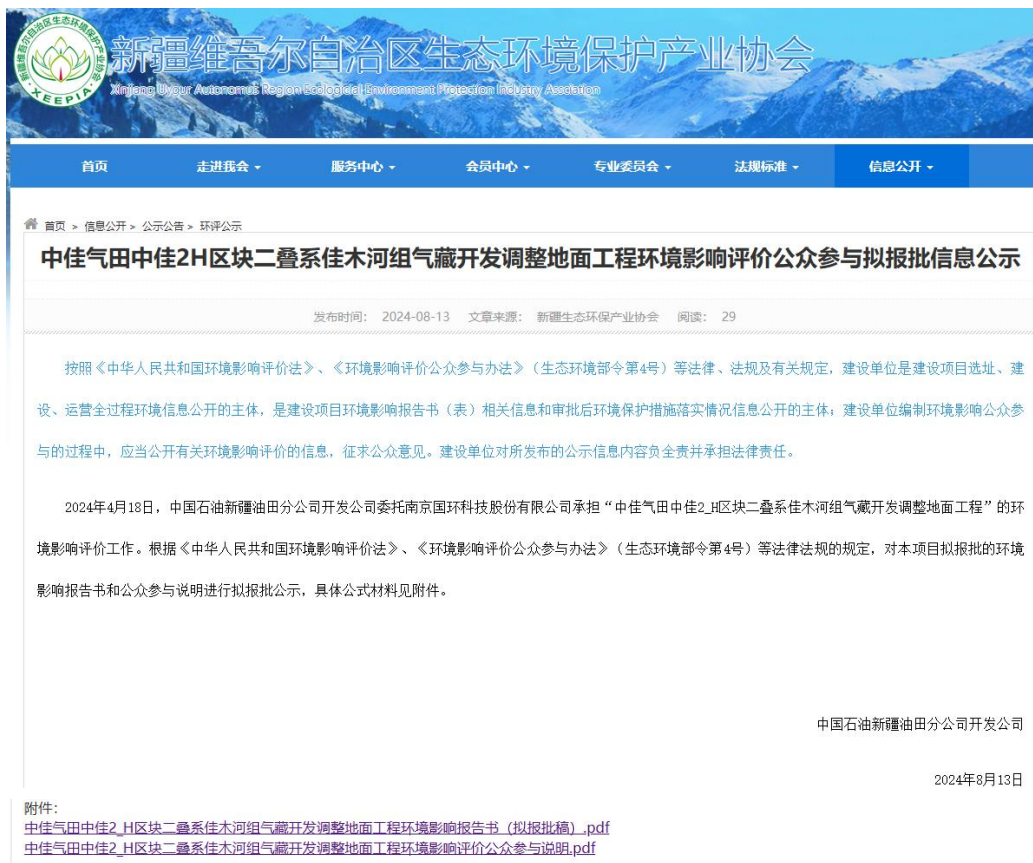 新疆维吾尔自治区生态环境保护产业协会
XEEPIA
新疆维吾尔自治区生态环境保护产业协会
Xinjiang Uygur Autonomous Region Ecological Environment Protection Industry Association
首页 走进我会 服务中心 会员中心 专业委员会 法规标准 信息公开
首页 > 信息公开 > 公示公告 > 环评公示
中佳气田中佳2H区块二叠系佳木河组气藏开发调整地面工程环境影响评价公众参与拟报批信息公示
发布时间: 2024-08-13 文章来源: 新疆生态环保产业协会 阅读: 29
按照《中华人民共和国环境影响评价法》、《环境影响评价公众参与办法》（生态环境部令第4号）等法律、法规及有关规定，建设单位是建设项目选址、建
设、运营全过程环境信息公开的主体，是建设项目环境影响报告书（表）相关信息和审批后环境保护措施落实情况信息公开的主体；建设单位编制环境影响公众参
与的过程中，应当公开有关环境影响评价的信息，征求公众意见。建设单位对所发布的公示信息内容负全责并承担法律责任。
2024年4月18日，中国石油新疆油田分公司开发公司委托南京国环科技股份有限公司承担“中佳气田中佳2_H区块二叠系佳木河组气藏开发调整地面工程”的环
境影响评价工作。根据《中华人民共和国环境影响评价法》、《环境影响评价公众参与办法》（生态环境部令第4号）等法律法规的规定，对本项目拟报批的环境
影响报告书和公众参与说明进行拟报批公示，具体公式材料见附件。
中国石油新疆油田分公司开发公司
2024年8月13日
附件:
中佳气田中佳2_H区块二叠系佳木河组气藏开发调整地面工程环境影响报告书（拟报批稿）.pdf
中佳气田中佳2_H区块二叠系佳木河组气藏开发调整地面工程环境影响评价公众参与说明.pdf